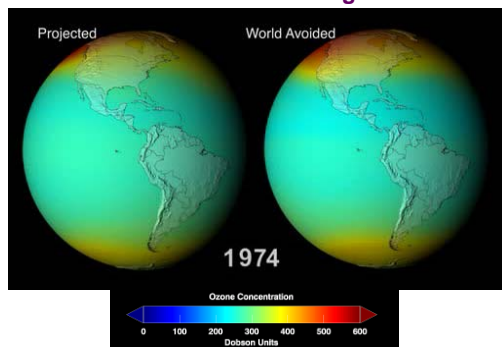 Projected
World Avoided
1974
Ozone Concentration
0 100 200 300 400 500 600
Dobson Units